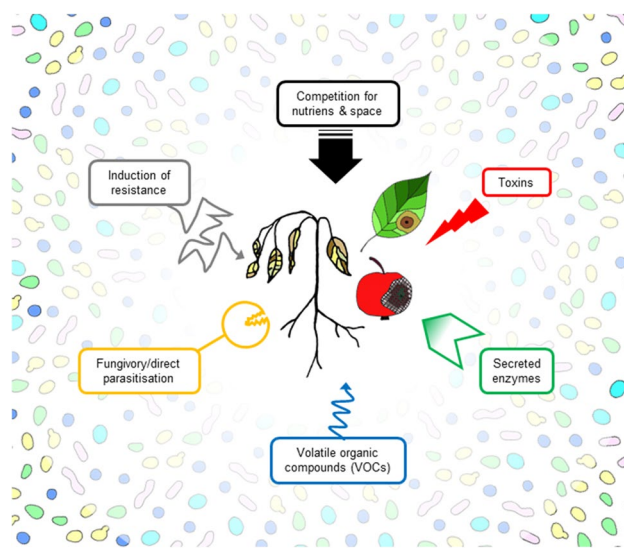 Competition for
nutriens & space
Induction of
resistance
Toxins
Fungivory/direct
parasitisation
Secreted
enzymes
Volatile organic
compounds (VOCs)